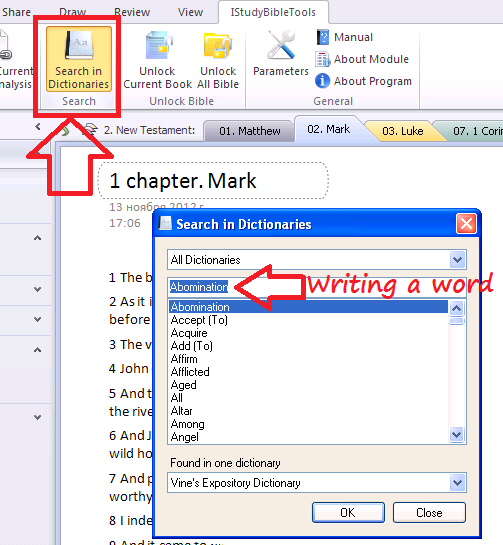 Share Draw View IStudyBibleTools
Current
Analysis
Search in
Dictionaries
Unlock
Current Book
Unlock
All Bible
Parameters
Manual
About Module
About Program
Search
Unlock Bible
General
2. New Testament:
01. Matthew
02. Mark
03. Luke
07. 1 Corin
1 chapter. Mark
13 ноября 2012 г.
17:06
1 The b
2 As it i
before
3 The v
4 John
5 And t
the rive
6 And J
wild ho
7 And p
worthy
8 I inde
9 And it came to
Search in Dictionaries
All Dictionaries
Abomination
Writing a word
Abomination
Accept (To)
Acquire
Add (To)
Affirm
Afflicted
Aged
All
Altar
Among
Angel
Found in one dictionary
Vine's Expository Dictionary
OK
Close